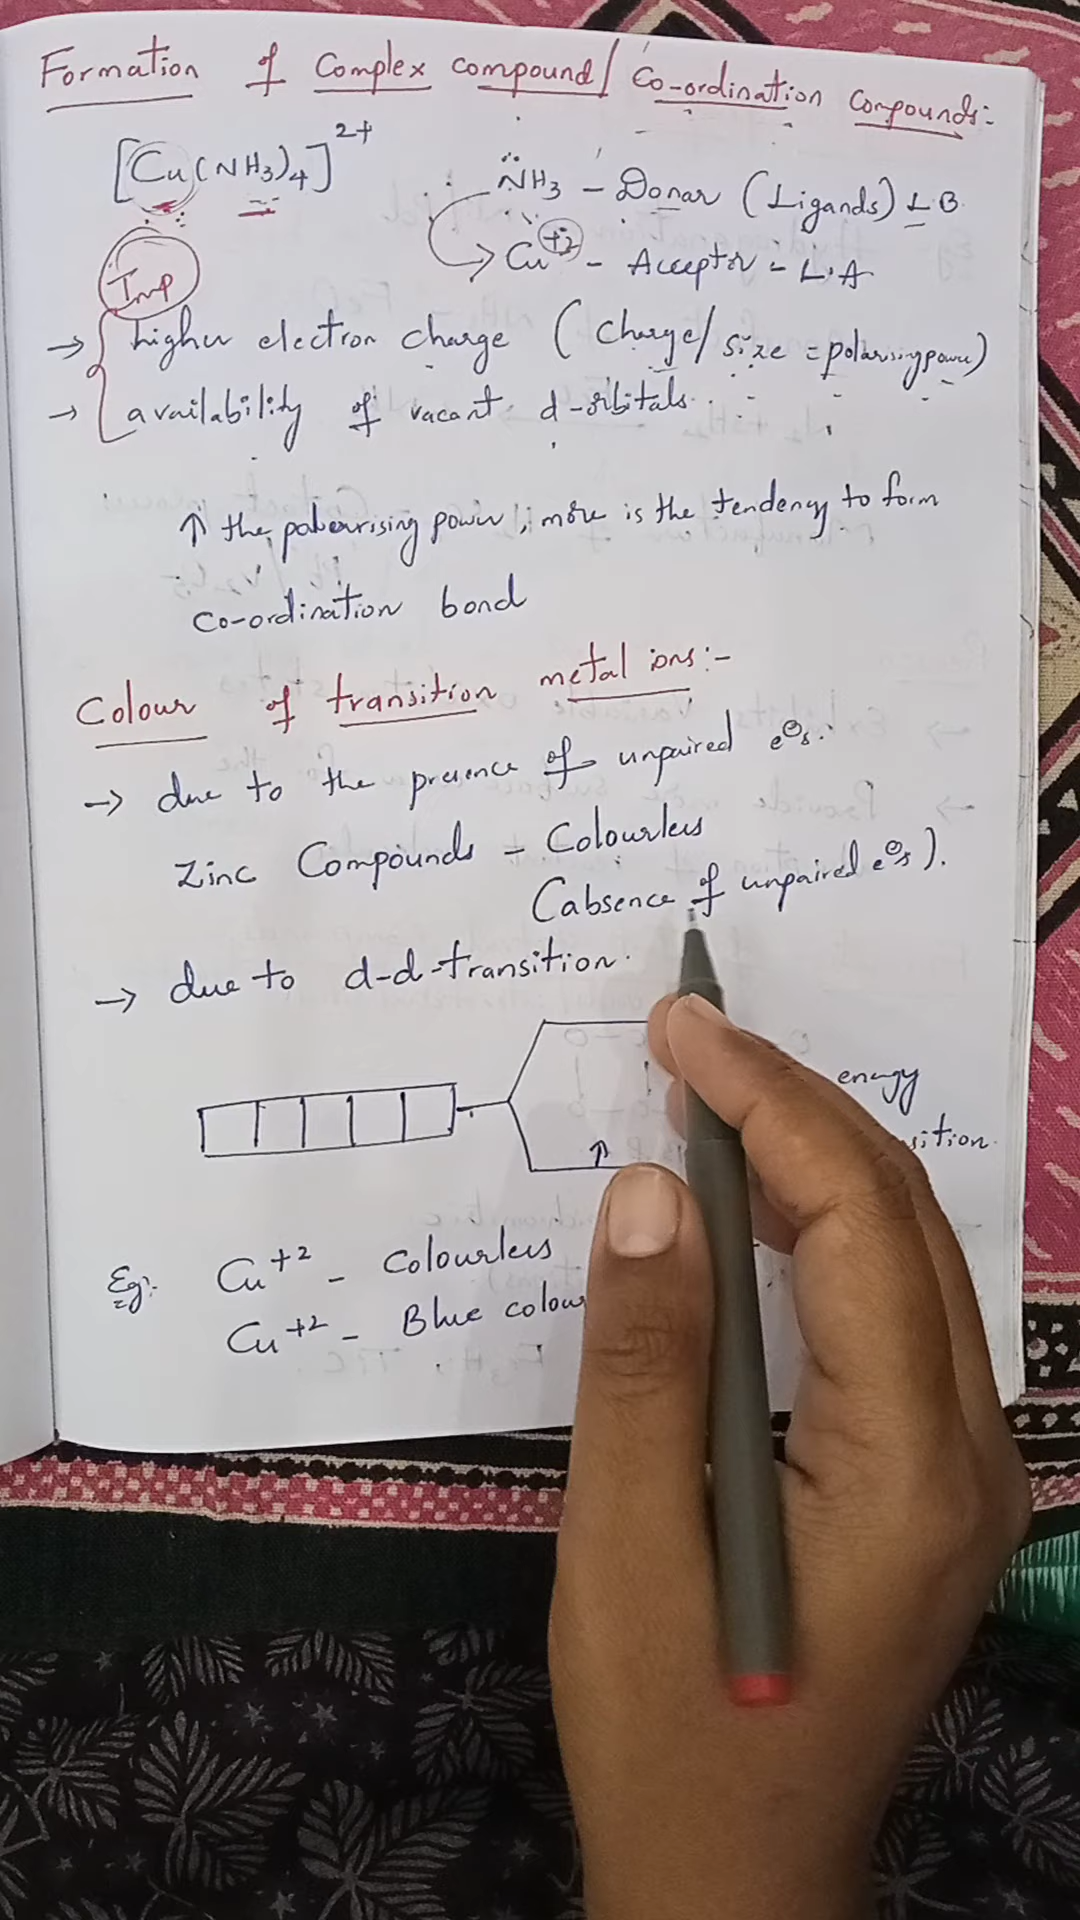 Formation of Complex compound / Co-ordination Compounds:-
[Cu(NH3)4]2+
N̈H3 - Donar (Ligands) L.B.
Cu+2 - Acceptor - L.A
Imp
→ higher electron charge (Charge/size = polarising power)
→ availability of vacant d-orbitals.
↑ the polarising power, more is the tendency to form
co-ordination bond
Colour of transition metal ions:-
→ due to the presence of unpaired e⊖s.
Zinc Compounds - Colourless
(absence of unpaired e⊖s).
→ due to d-d-transition.
energy
sition.
↑
Eg:- Cu+2 - Colourless
Cu+2 - Blue colou